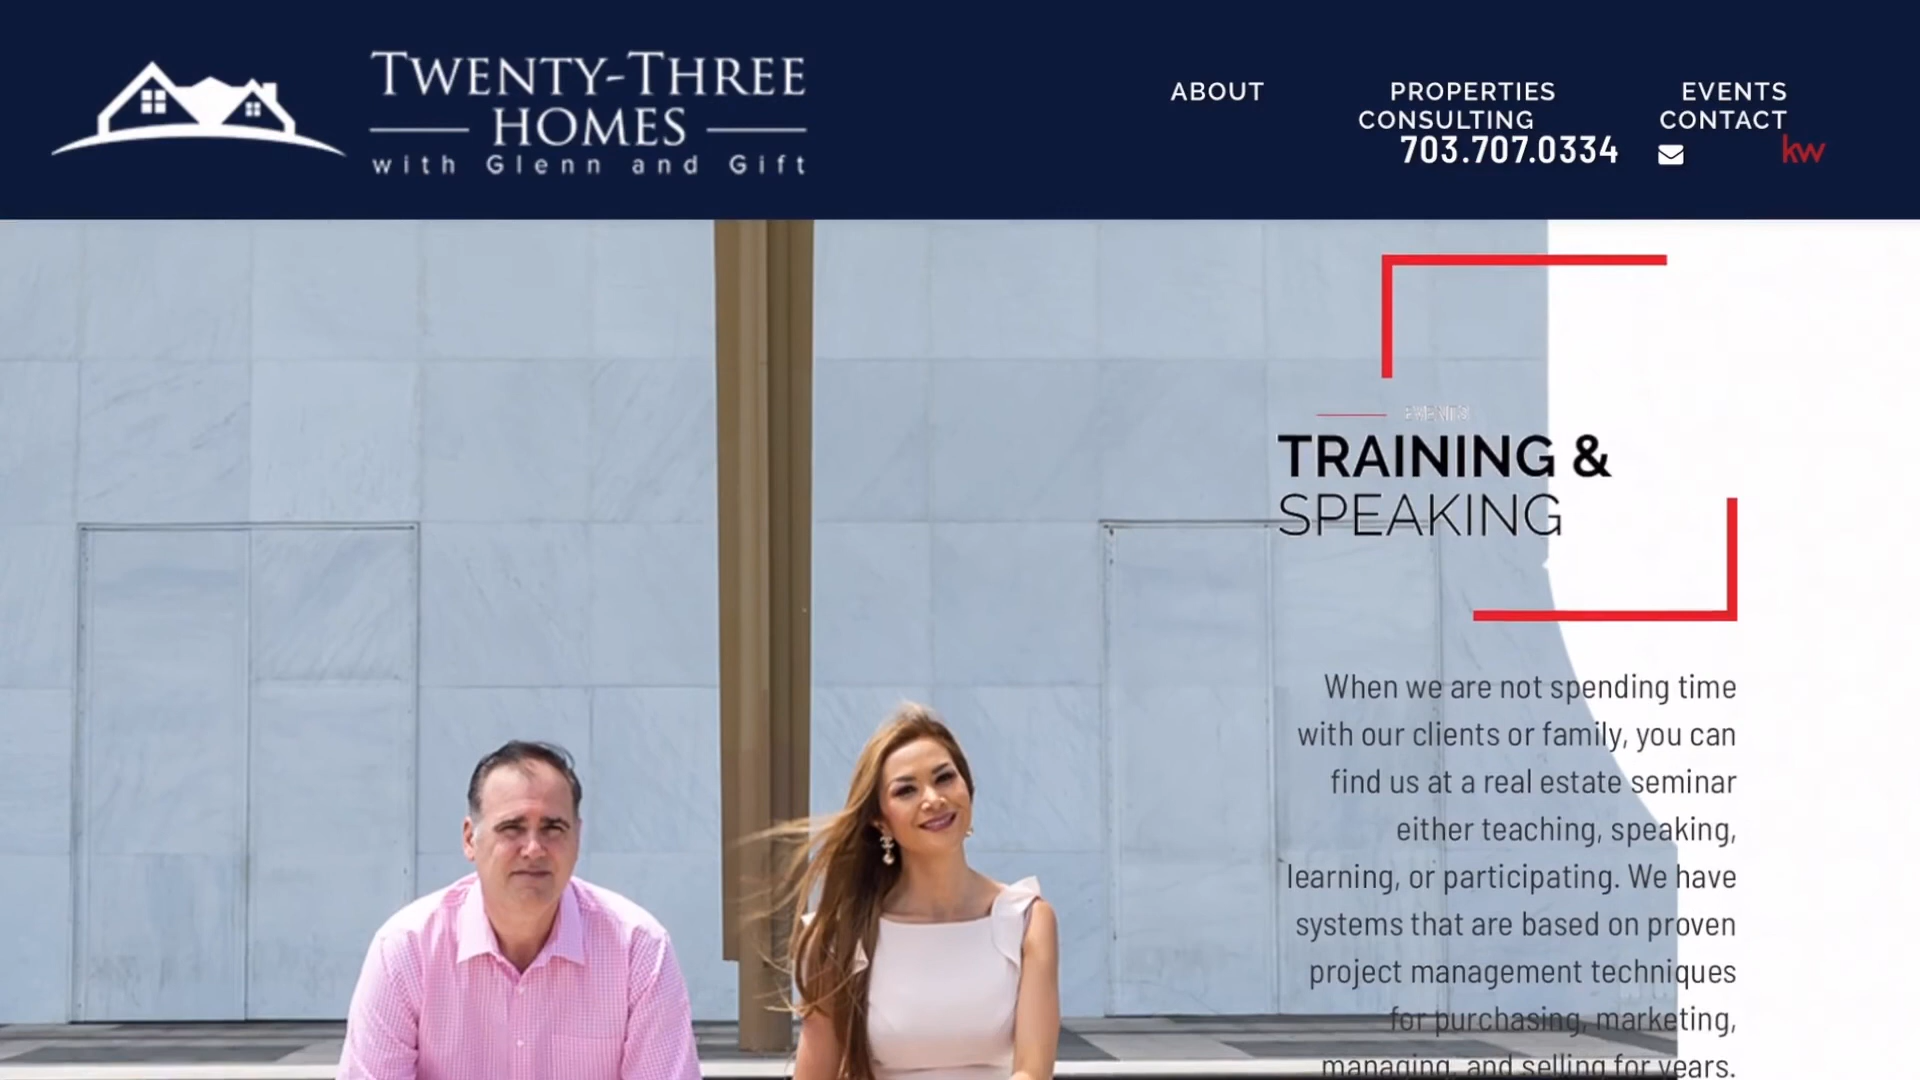 TWENTY-THREE
HOMES
with Glenn and Gift
ABOUT PROPERTIES EVENTS
CONSULTING CONTACT
703.707.0334 kw
EVENTS
TRAINING &
SPEAKING
When we are not spending time
with our clients or family, you can
find us at a real estate seminar
either teaching, speaking,
learning, or participating. We have
systems that are based on proven
project management techniques
for purchasing, marketing,
managing, and selling for years.